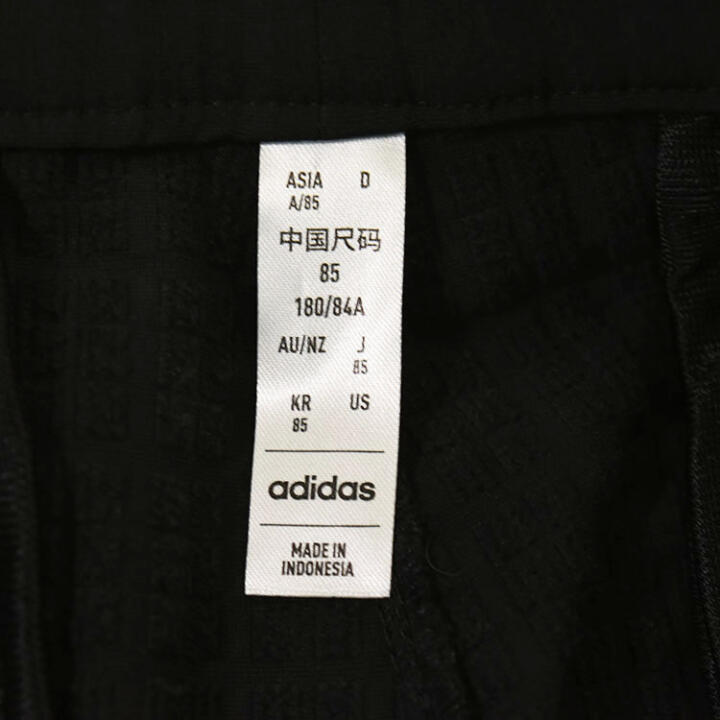 ASIA D
A/85
中国尺码
85
180/84A
AU/NZ J
85
KR US
85
adidas
MADE IN
INDONESIA